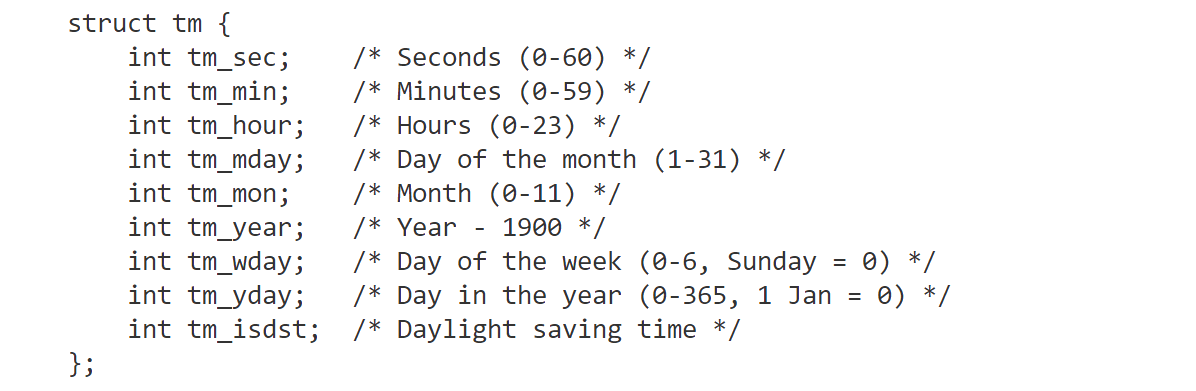 struct tm {
    int tm_sec;    /* Seconds (0-60) */
    int tm_min;    /* Minutes (0-59) */
    int tm_hour;   /* Hours (0-23) */
    int tm_mday;   /* Day of the month (1-31) */
    int tm_mon;    /* Month (0-11) */
    int tm_year;   /* Year - 1900 */
    int tm_wday;   /* Day of the week (0-6, Sunday = 0) */
    int tm_yday;   /* Day in the year (0-365, 1 Jan = 0) */
    int tm_isdst;  /* Daylight saving time */
};